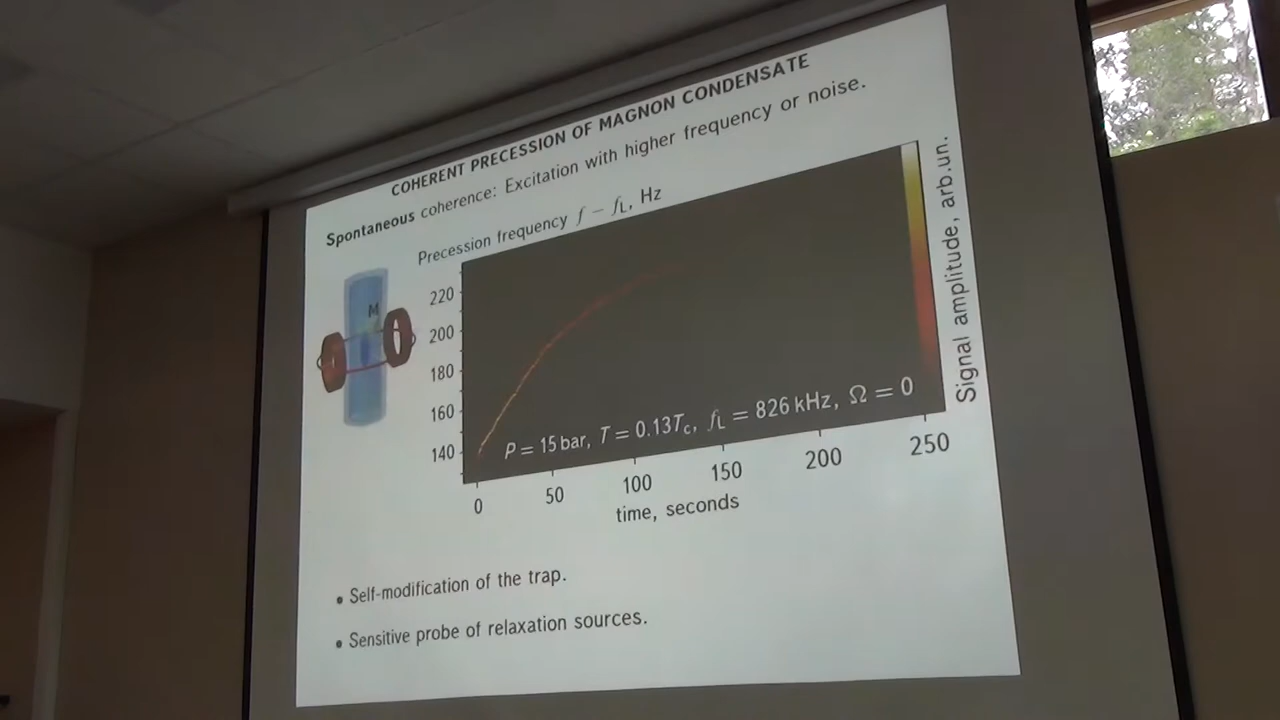 COHERENT PRECESSION OF MAGNON CONDENSATE
Spontaneous coherence: Excitation with higher frequency or noise.
Precession frequency f − fL, Hz
M
220
200
180
160
140
P = 15 bar, T = 0.13Tc, fL = 826 kHz, Ω = 0
0 50 100 150 200 250
time, seconds
Signal amplitude, arb.un.
• Self-modification of the trap.
• Sensitive probe of relaxation sources.